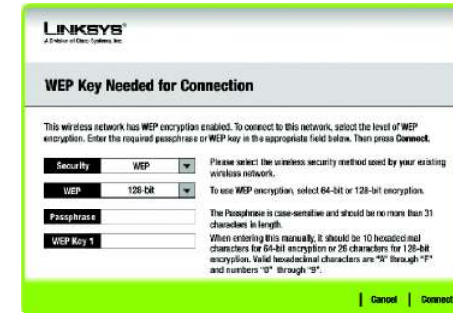 LINKSYS®
A Division of Cisco Systems, Inc.
WEP Key Needed for Connection
This wireless network has WEP encryption enabled. To connect to this network, select the level of WEP
encryption. Enter the required passphrase or WEP key in the appropriate field below. Then press Connect.
Security WEP Please select the wireless security method used by your existing
wireless network.
WEP 128-bit To use WEP encryption, select 64-bit or 128-bit encryption.
Passphrase The Passphrase is case-sensitive and should be no more than 31
characters in length.
WEP Key 1 When entering this manually, it should be 10 hexadecimal
characters for 64-bit encryption or 26 characters for 128-bit
encryption. Valid hexadecimal characters are "A" through "F"
and numbers "0" through "9".
Cancel Connect